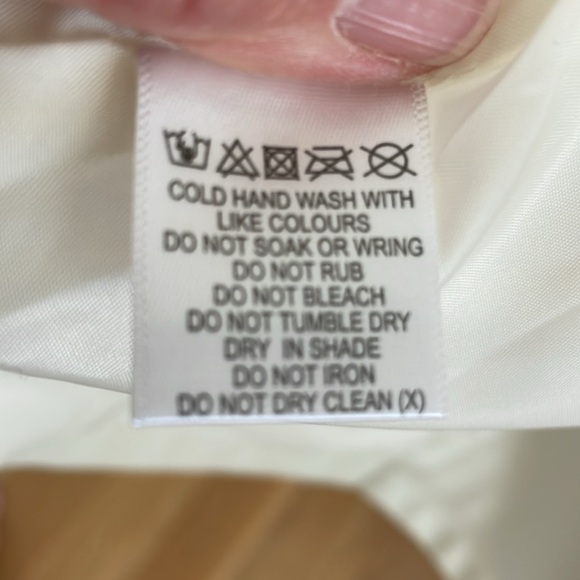 COLD HAND WASH WITH
LIKE COLOURS
DO NOT SOAK OR WRING
DO NOT RUB
DO NOT BLEACH
DO NOT TUMBLE DRY
DRY IN SHADE
DO NOT IRON
DO NOT DRY CLEAN (X)